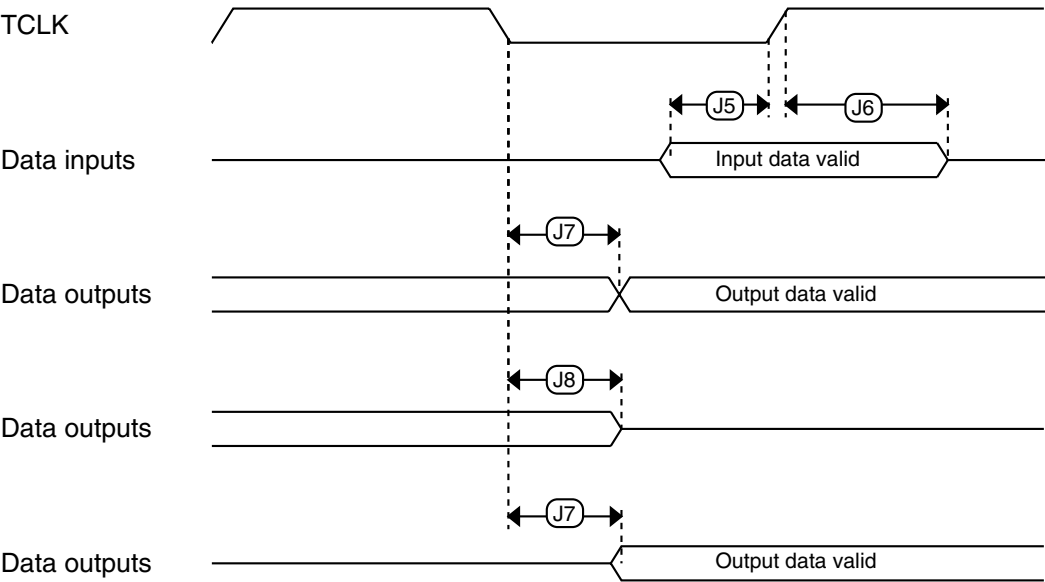 TCLK
J5
J6
Data inputs
Input data valid
J7
Data outputs
Output data valid
J8
Data outputs
J7
Data outputs
Output data valid